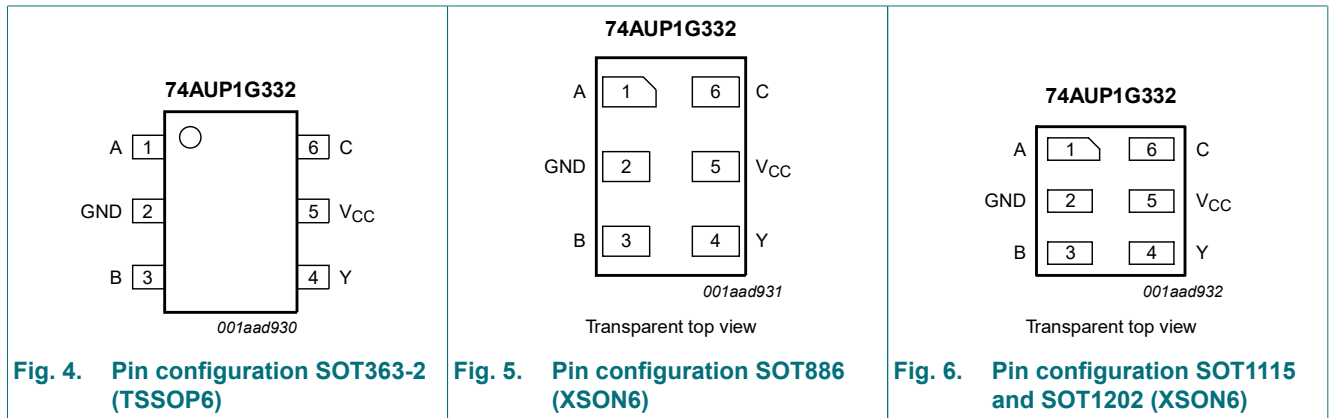 74AUP1G332
A 1 6 C
GND 2 5 VCC
B 3 4 Y
001aad930
Fig. 4. Pin configuration SOT363-2
(TSSOP6)
74AUP1G332
A 1 6 C
GND 2 5 VCC
B 3 4 Y
001aad931
Transparent top view
Fig. 5. Pin configuration SOT886
(XSON6)
74AUP1G332
A 1 6 C
GND 2 5 VCC
B 3 4 Y
001aad932
Transparent top view
Fig. 6. Pin configuration SOT1115
and SOT1202 (XSON6)